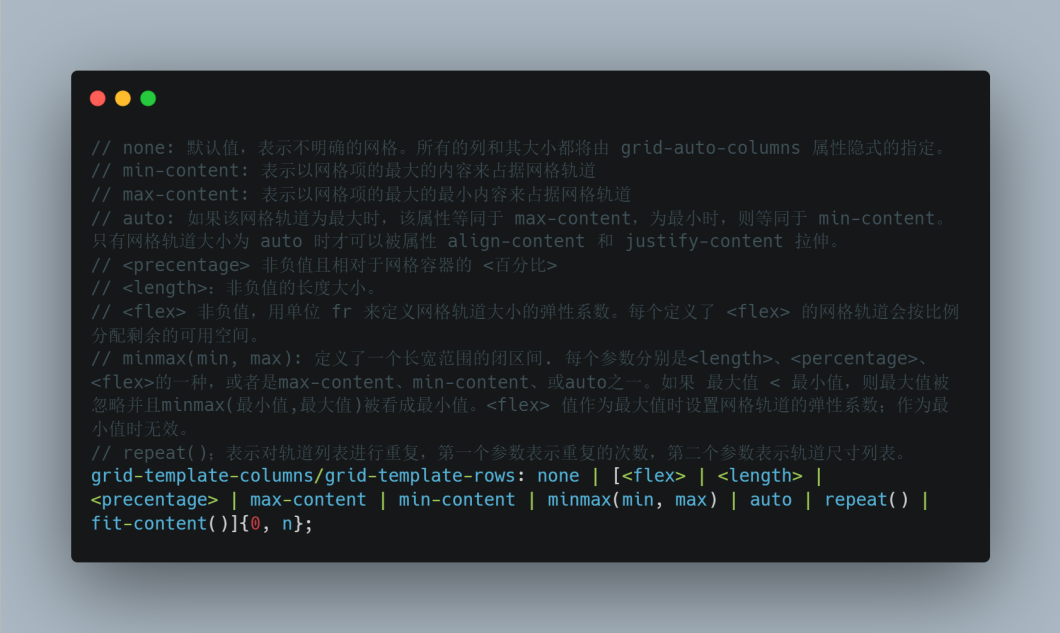 // none: 默认值，表示不明确的网格。所有的列和其大小都将由 grid-auto-columns 属性隐式的指定。
// min-content: 表示以网格项的最大的内容来占据网格轨道
// max-content: 表示以网格项的最大的最小内容来占据网格轨道
// auto: 如果该网格轨道为最大时，该属性等同于 max-content，为最小时，则等同于 min-content。
只有网格轨道大小为 auto 时才可以被属性 align-content 和 justify-content 拉伸。
// <precentage> 非负值且相对于网格容器的 <百分比>
// <length>: 非负值的长度大小。
// <flex> 非负值，用单位 fr 来定义网格轨道大小的弹性系数。每个定义了 <flex> 的网格轨道会按比例
分配剩余的可用空间。
// minmax(min, max): 定义了一个长宽范围的闭区间. 每个参数分别是<length>、<percentage>、
<flex>的一种，或者是max-content、min-content、或auto之一。如果 最大值 < 最小值，则最大值被
忽略并且minmax(最小值,最大值)被看成最小值。<flex> 值作为最大值时设置网格轨道的弹性系数；作为最
小值时无效。
// repeat(); 表示对轨道列表进行重复，第一个参数表示重复的次数，第二个参数表示轨道尺寸列表。
grid-template-columns/grid-template-rows: none | [<flex> | <length> |
<precentage> | max-content | min-content | minmax(min, max) | auto | repeat() |
fit-content()]{0, n};